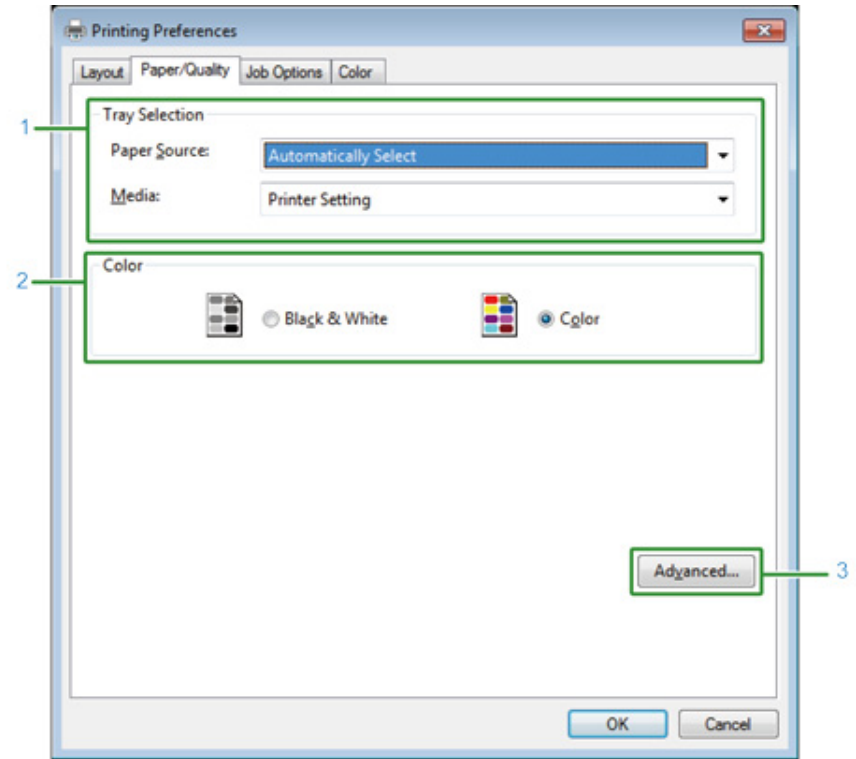 Printing Preferences
Layout Paper/Quality Job Options Color
1
Tray Selection
Paper Source: Automatically Select
Media: Printer Setting
2
Color
Black & White Color
Advanced... 3
OK Cancel